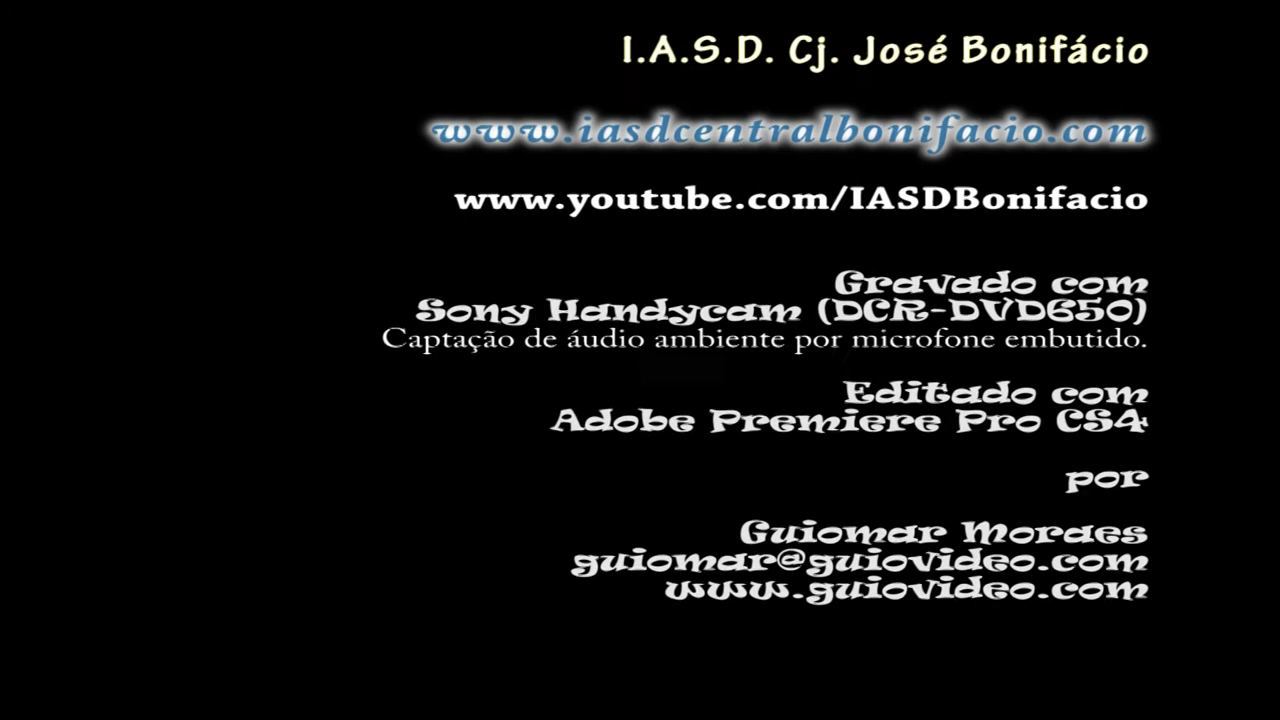 I.A.S.D. Cj. José Bonifácio
www.iasdcentralbonifacio.com
www.youtube.com/IASDBonifacio
Gravado com
Sony Handycam (DCR-DVD650)
Captação de áudio ambiente por microfone embutido.
Editado com
Adobe Premiere Pro CS4
por
Guiomar Moraes
guiomar@guiovideo.com
www.guiovideo.com